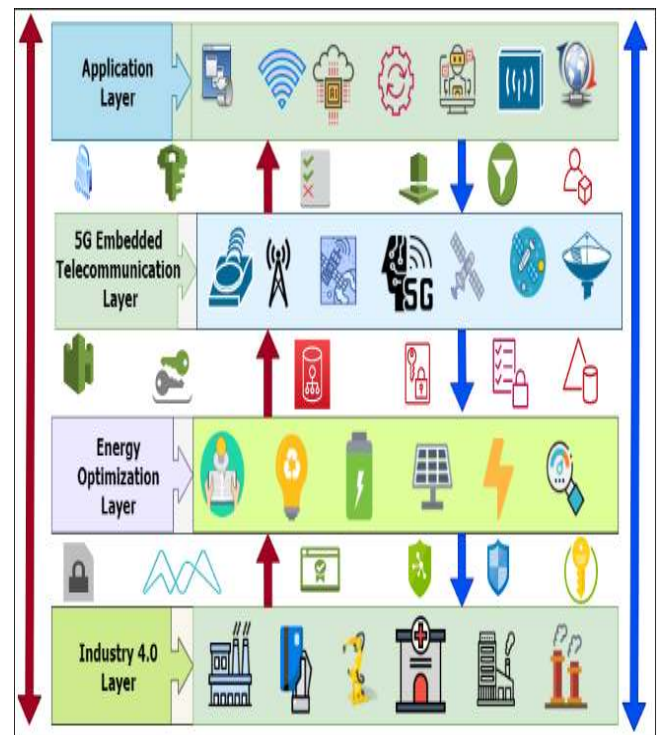 Application
Layer
5G Embedded
Telecommunication
Layer
5G
Energy
Optimization
Layer
Industry 4.0
Layer